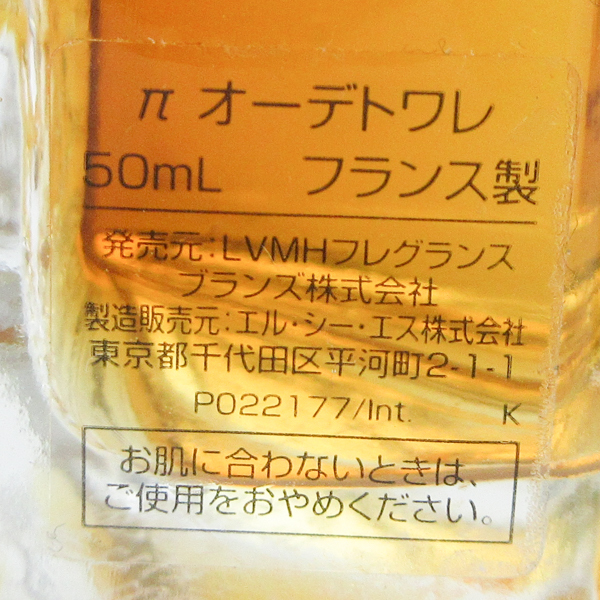 π オーデトワレ
50mL フランス製
発売元:LVMHフレグランス
ブランズ株式会社
製造販売元:エル・シー・エス株式会社
東京都千代田区平河町2-1-1
P022177/Int. K
お肌に合わないときは、
ご使用をおやめください。